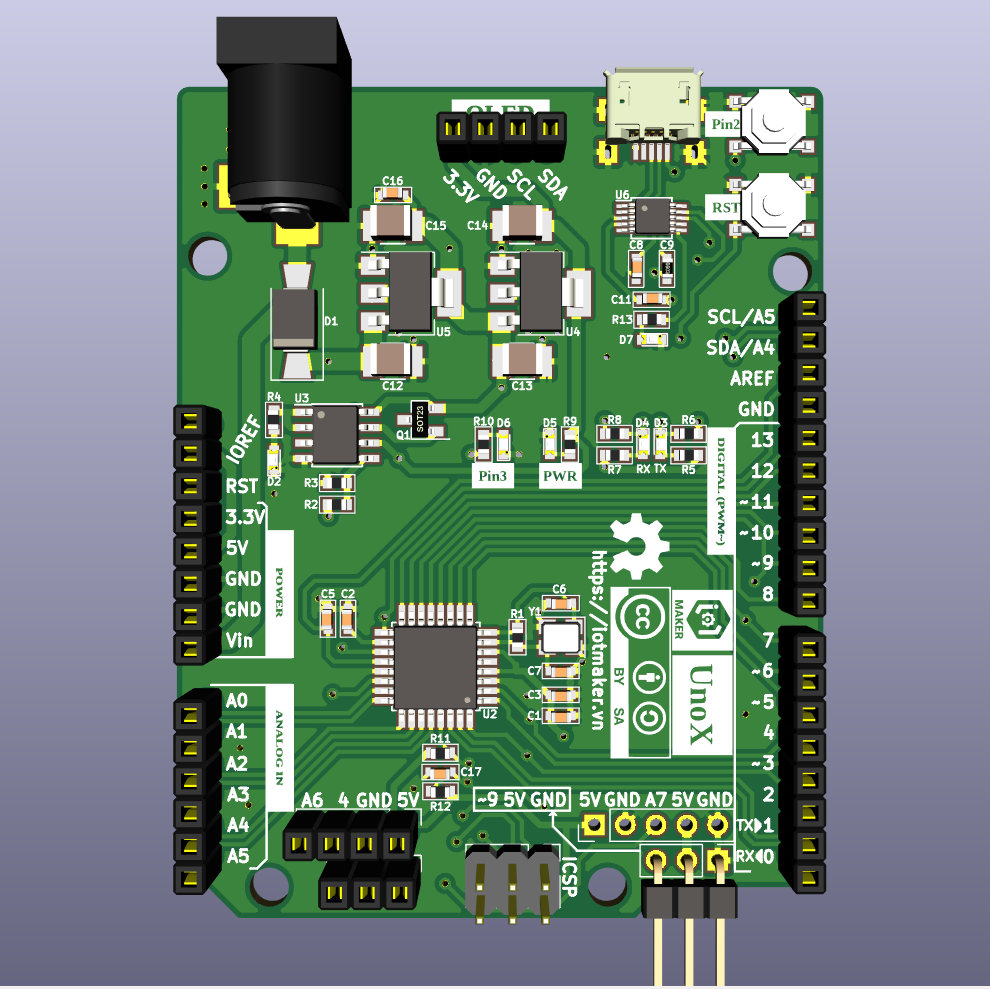 OLED
3.3V GND SCL SDA
Pin2
RST
C16
C15
C14
U6
C8 C9
C11
R13
D7
D1
U5
U4
C12
C13
SCL/A5
SDA/A4
AREF
GND
13
12
~11
~10
~9
8
DIGITAL (PWM~)
R4
U3
Q1
SOT23
D2
R3
R2
R10 D6
D5 R9
Pin3
PWR
R8 D4 D3 R6
R7 RX TX R5
IOREF
RST
3.3V
5V
GND
GND
Vin
POWER
C5 C2
C6
R1
Y1
C7
C3
C1
U2
https://iotmaker.vn
CC
BY SA
MAKER
UnoX
7
~6
~5
4
~3
2
TX 1
RX 0
A0
A1
A2
A3
A4
A5
ANALOG IN
R11
C17
R12
A6 4 GND 5V
~9 5V GND
5V GND A7 5V GND
ICSP